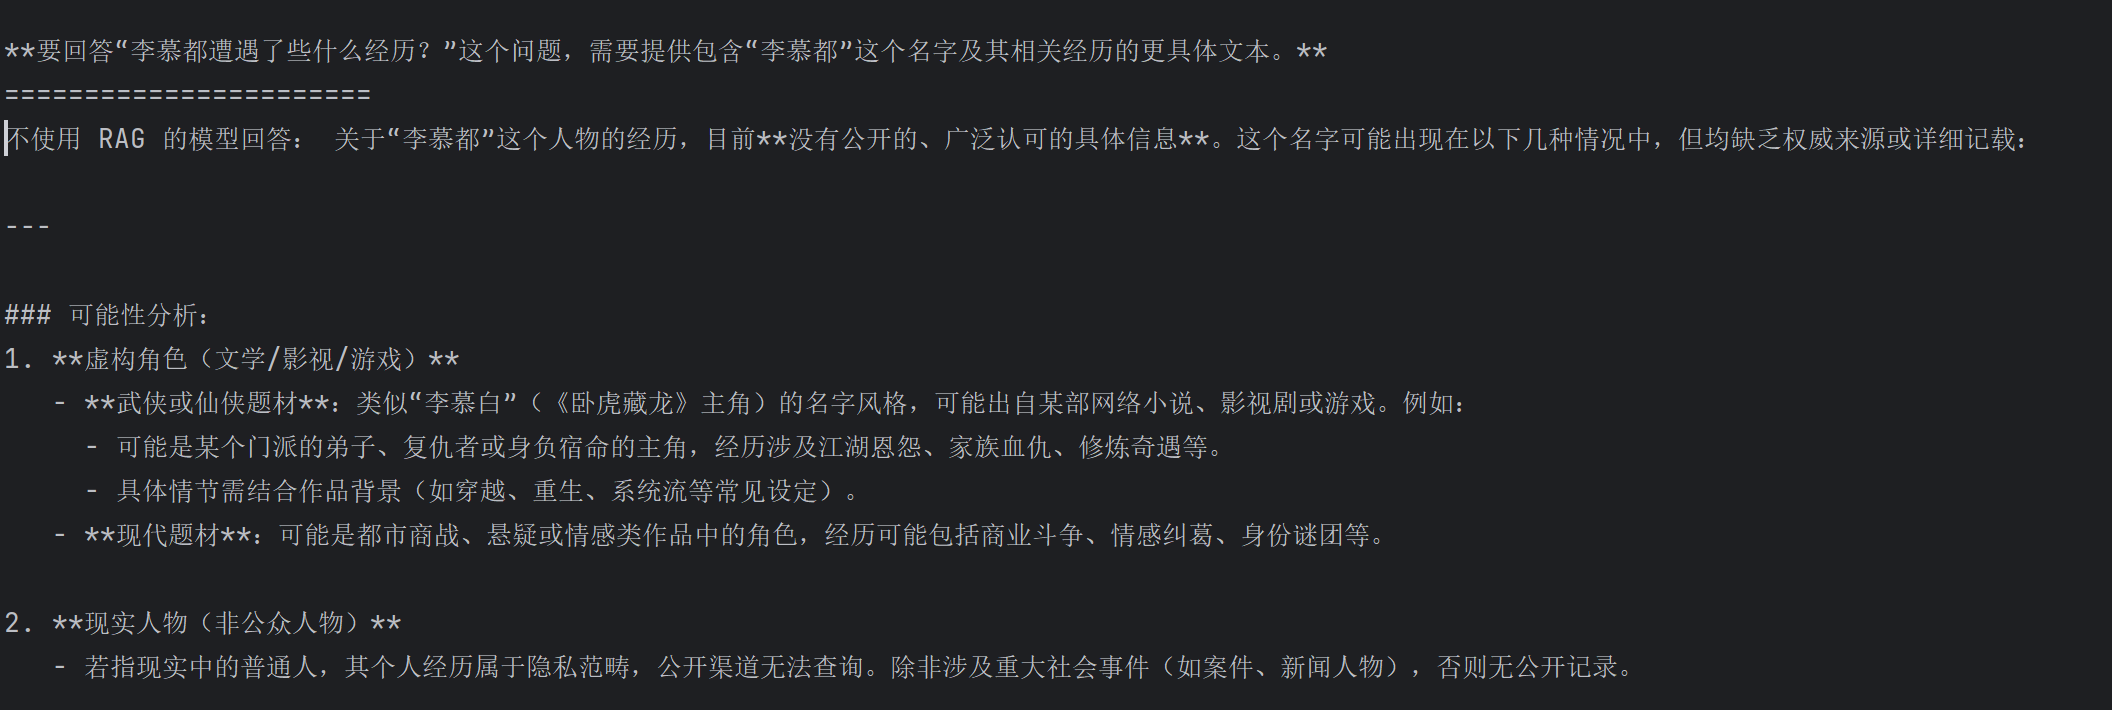 **要回答“李慕都遭遇了些什么经历？”这个问题，需要提供包含“李慕都”这个名字及其相关经历的更具体文本。**
=======================
不使用 RAG 的模型回答： 关于“李慕都”这个人物的经历，目前**没有公开的、广泛认可的具体信息**。这个名字可能出现在以下几种情况中，但均缺乏权威来源或详细记载：
---
### 可能性分析：
1. **虚构角色（文学/影视/游戏）**
- **武侠或仙侠题材**：类似“李慕白”（《卧虎藏龙》主角）的名字风格，可能出自某部网络小说、影视剧或游戏。例如：
- 可能是某个门派的弟子、复仇者或身负宿命的主角，经历涉及江湖恩怨、家族血仇、修炼奇遇等。
- 具体情节需结合作品背景（如穿越、重生、系统流等常见设定）。
- **现代题材**：可能是都市商战、悬疑或情感类作品中的角色，经历可能包括商业斗争、情感纠葛、身份谜团等。
2. **现实人物（非公众人物）**
- 若指现实中的普通人，其个人经历属于隐私范畴，公开渠道无法查询。除非涉及重大社会事件（如案件、新闻人物），否则无公开记录。